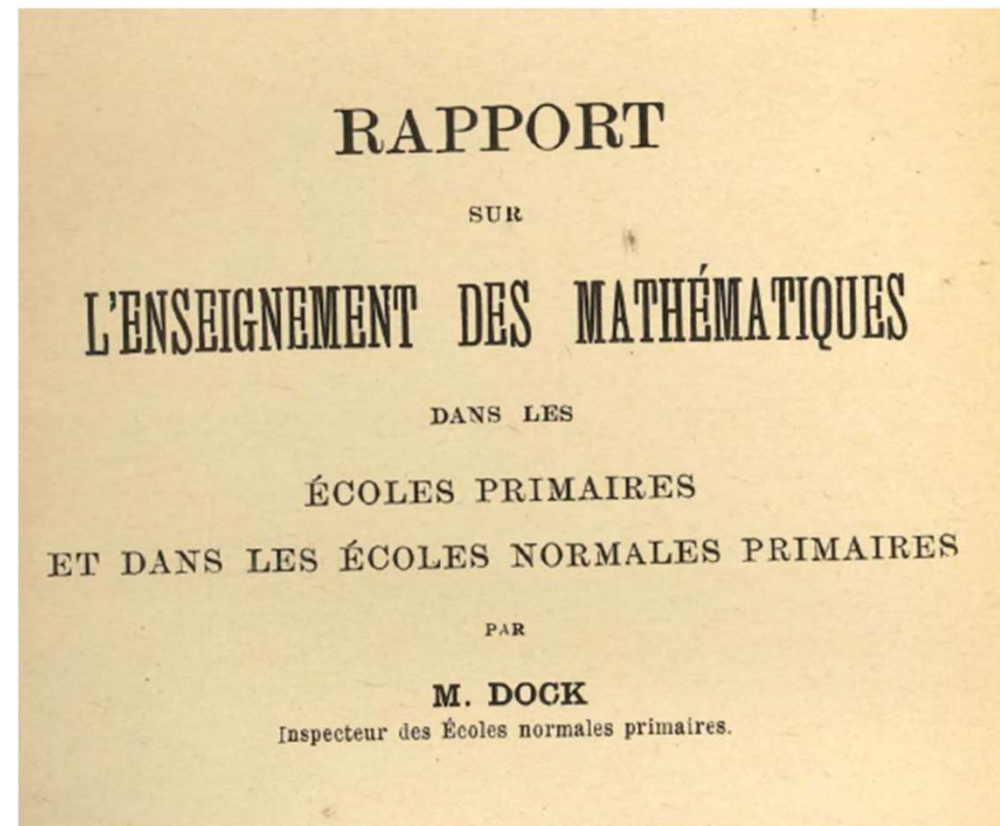 RAPPORT
SUR
L'ENSEIGNEMENT DES MATHÉMATIQUES
DANS LES
ÉCOLES PRIMAIRES
ET DANS LES ÉCOLES NORMALES PRIMAIRES
PAR
M. DOCK
Inspecteur des Écoles normales primaires.